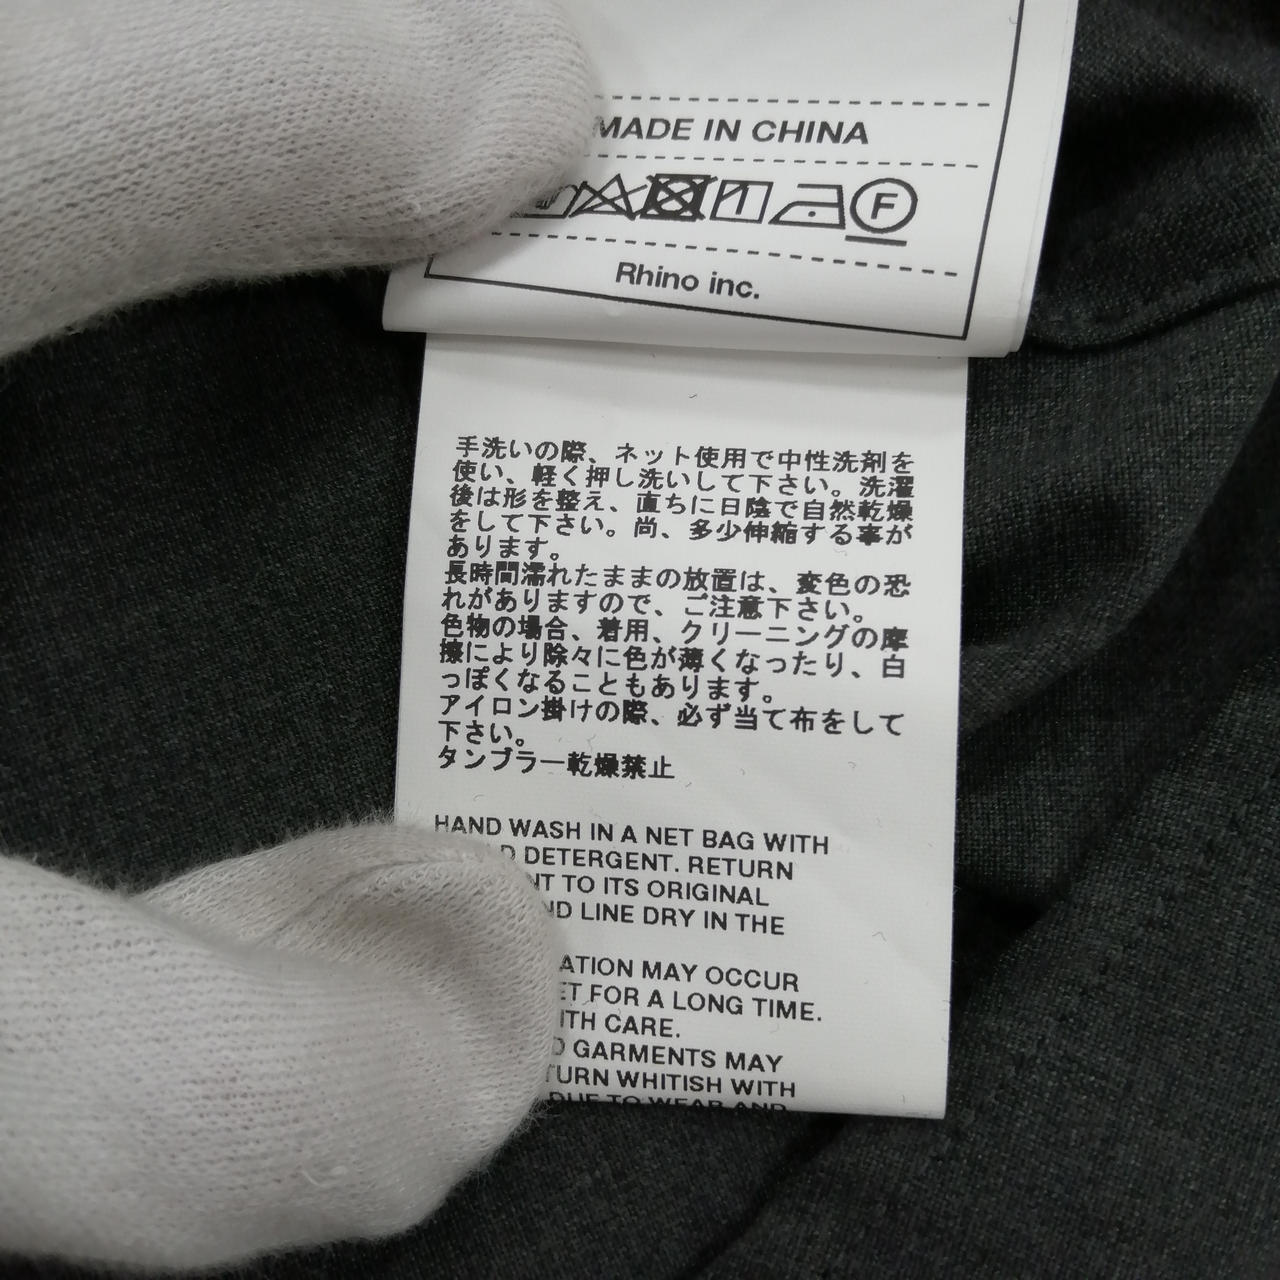 MADE IN CHINA
F
Rhino inc.
手洗いの際、ネット使用で中性洗剤を
使い、軽く押し洗いして下さい。洗濯
後は形を整え、直ちに日陰で自然乾燥
をして下さい。尚、多少伸縮する事が
あります。
長時間濡れたままの放置は、変色の恐
れがありますので、ご注意下さい。
色物の場合、着用、クリーニングの摩
擦により除々に色が薄くなったり、白
っぽくなることもあります。
アイロン掛けの際、必ず当て布をして
下さい。
タンブラー乾燥禁止
HAND WASH IN A NET BAG WITH
DETERGENT. RETURN
TO ITS ORIGINAL
LINE DRY IN THE
MAY OCCUR
FOR A LONG TIME.
CARE.
GARMENTS MAY
WHITISH WITH
DUE TO WEAR AND